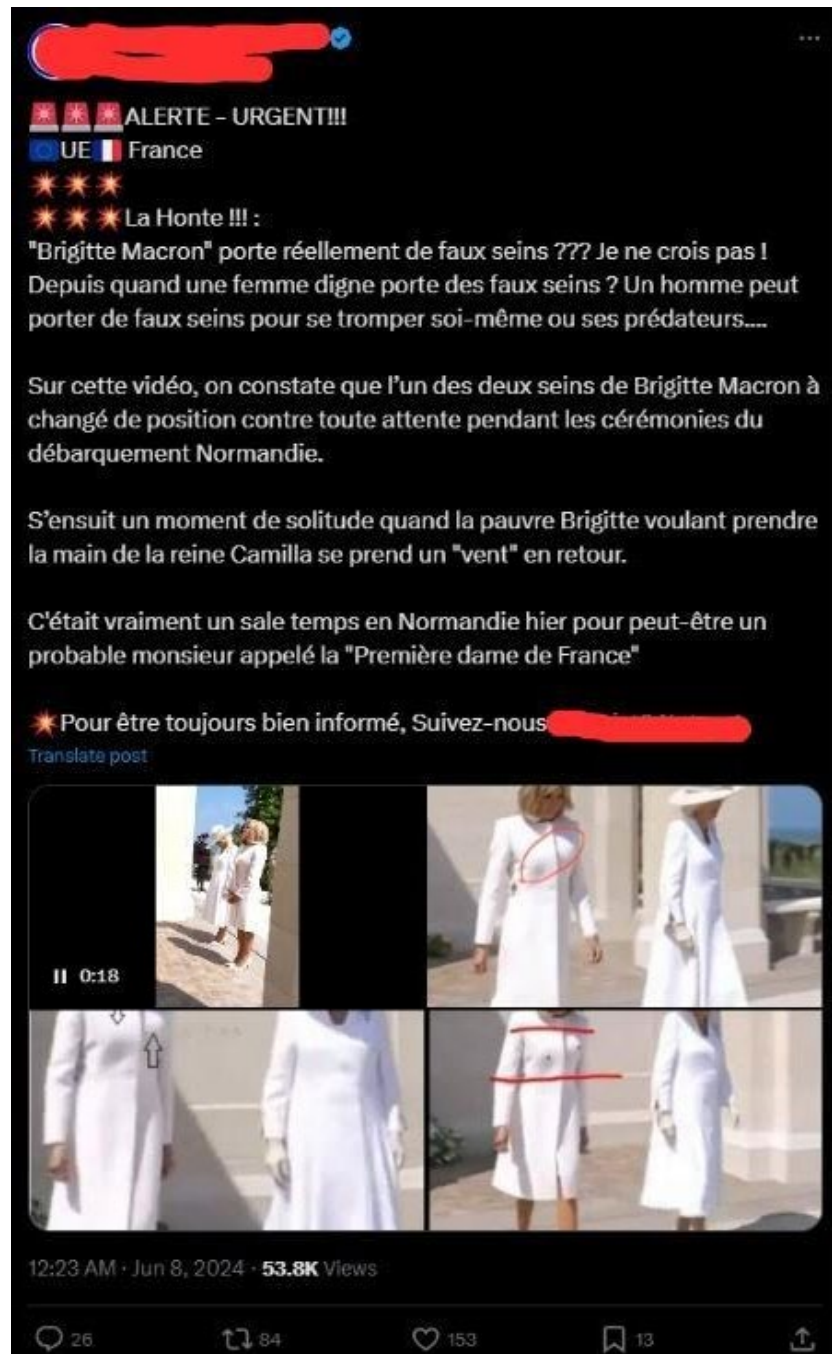 ALERTE - URGENT!!!
UE France
La Honte !!! :
"Brigitte Macron" porte réellement de faux seins ??? Je ne crois pas !
Depuis quand une femme digne porte des faux seins ? Un homme peut
porter de faux seins pour se tromper soi-même ou ses prédateurs....
Sur cette vidéo, on constate que l'un des deux seins de Brigitte Macron à
changé de position contre toute attente pendant les cérémonies du
débarquement Normandie.
S'ensuit un moment de solitude quand la pauvre Brigitte voulant prendre
la main de la reine Camilla se prend un "vent" en retour.
C'était vraiment un sale temps en Normandie hier pour peut-être un
probable monsieur appelé la "Première dame de France"
Pour être toujours bien informé, Suivez-nous
Translate post
0:18
12:23 AM · Jun 8, 2024 · 53.8K Views
26 84 153 13